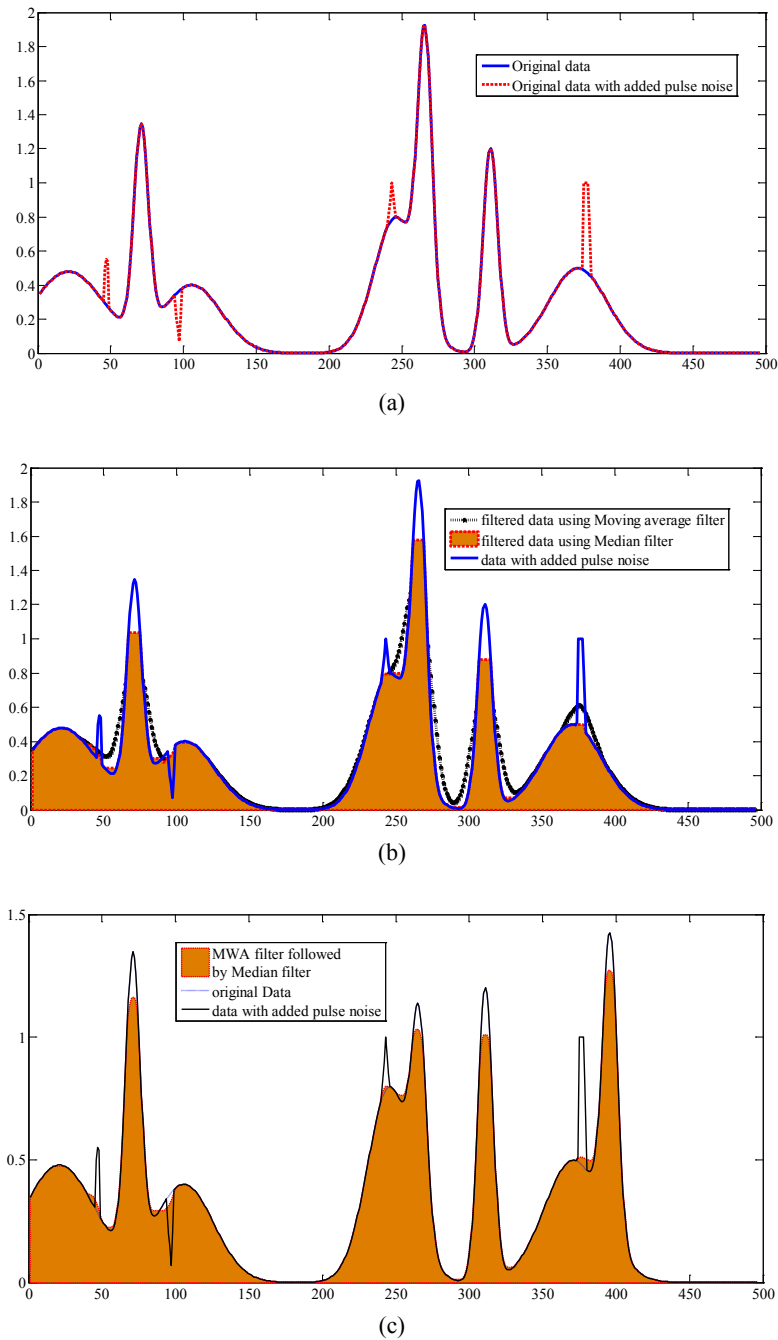 2
1.8
1.6
1.4
1.2
1
0.8
0.6
0.4
0.2
0
0 50 100 150 200 250 300 350 400 450 500
Original data
Original data with added pulse noise
(a)
2
1.8
1.6
1.4
1.2
1
0.8
0.6
0.4
0.2
0
0 50 100 150 200 250 300 350 400 450 500
filtered data using Moving average filter
filtered data using Median filter
data with added pulse noise
(b)
1.5
1
0.5
0
0 50 100 150 200 250 300 350 400 450 500
MWA filter followed
by Median filter
original Data
data with added pulse noise
(c)